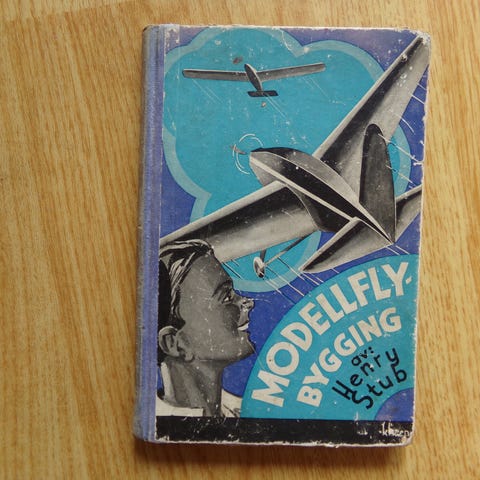 MODELLFLY-
BYGGING
av:
Henry
Stub